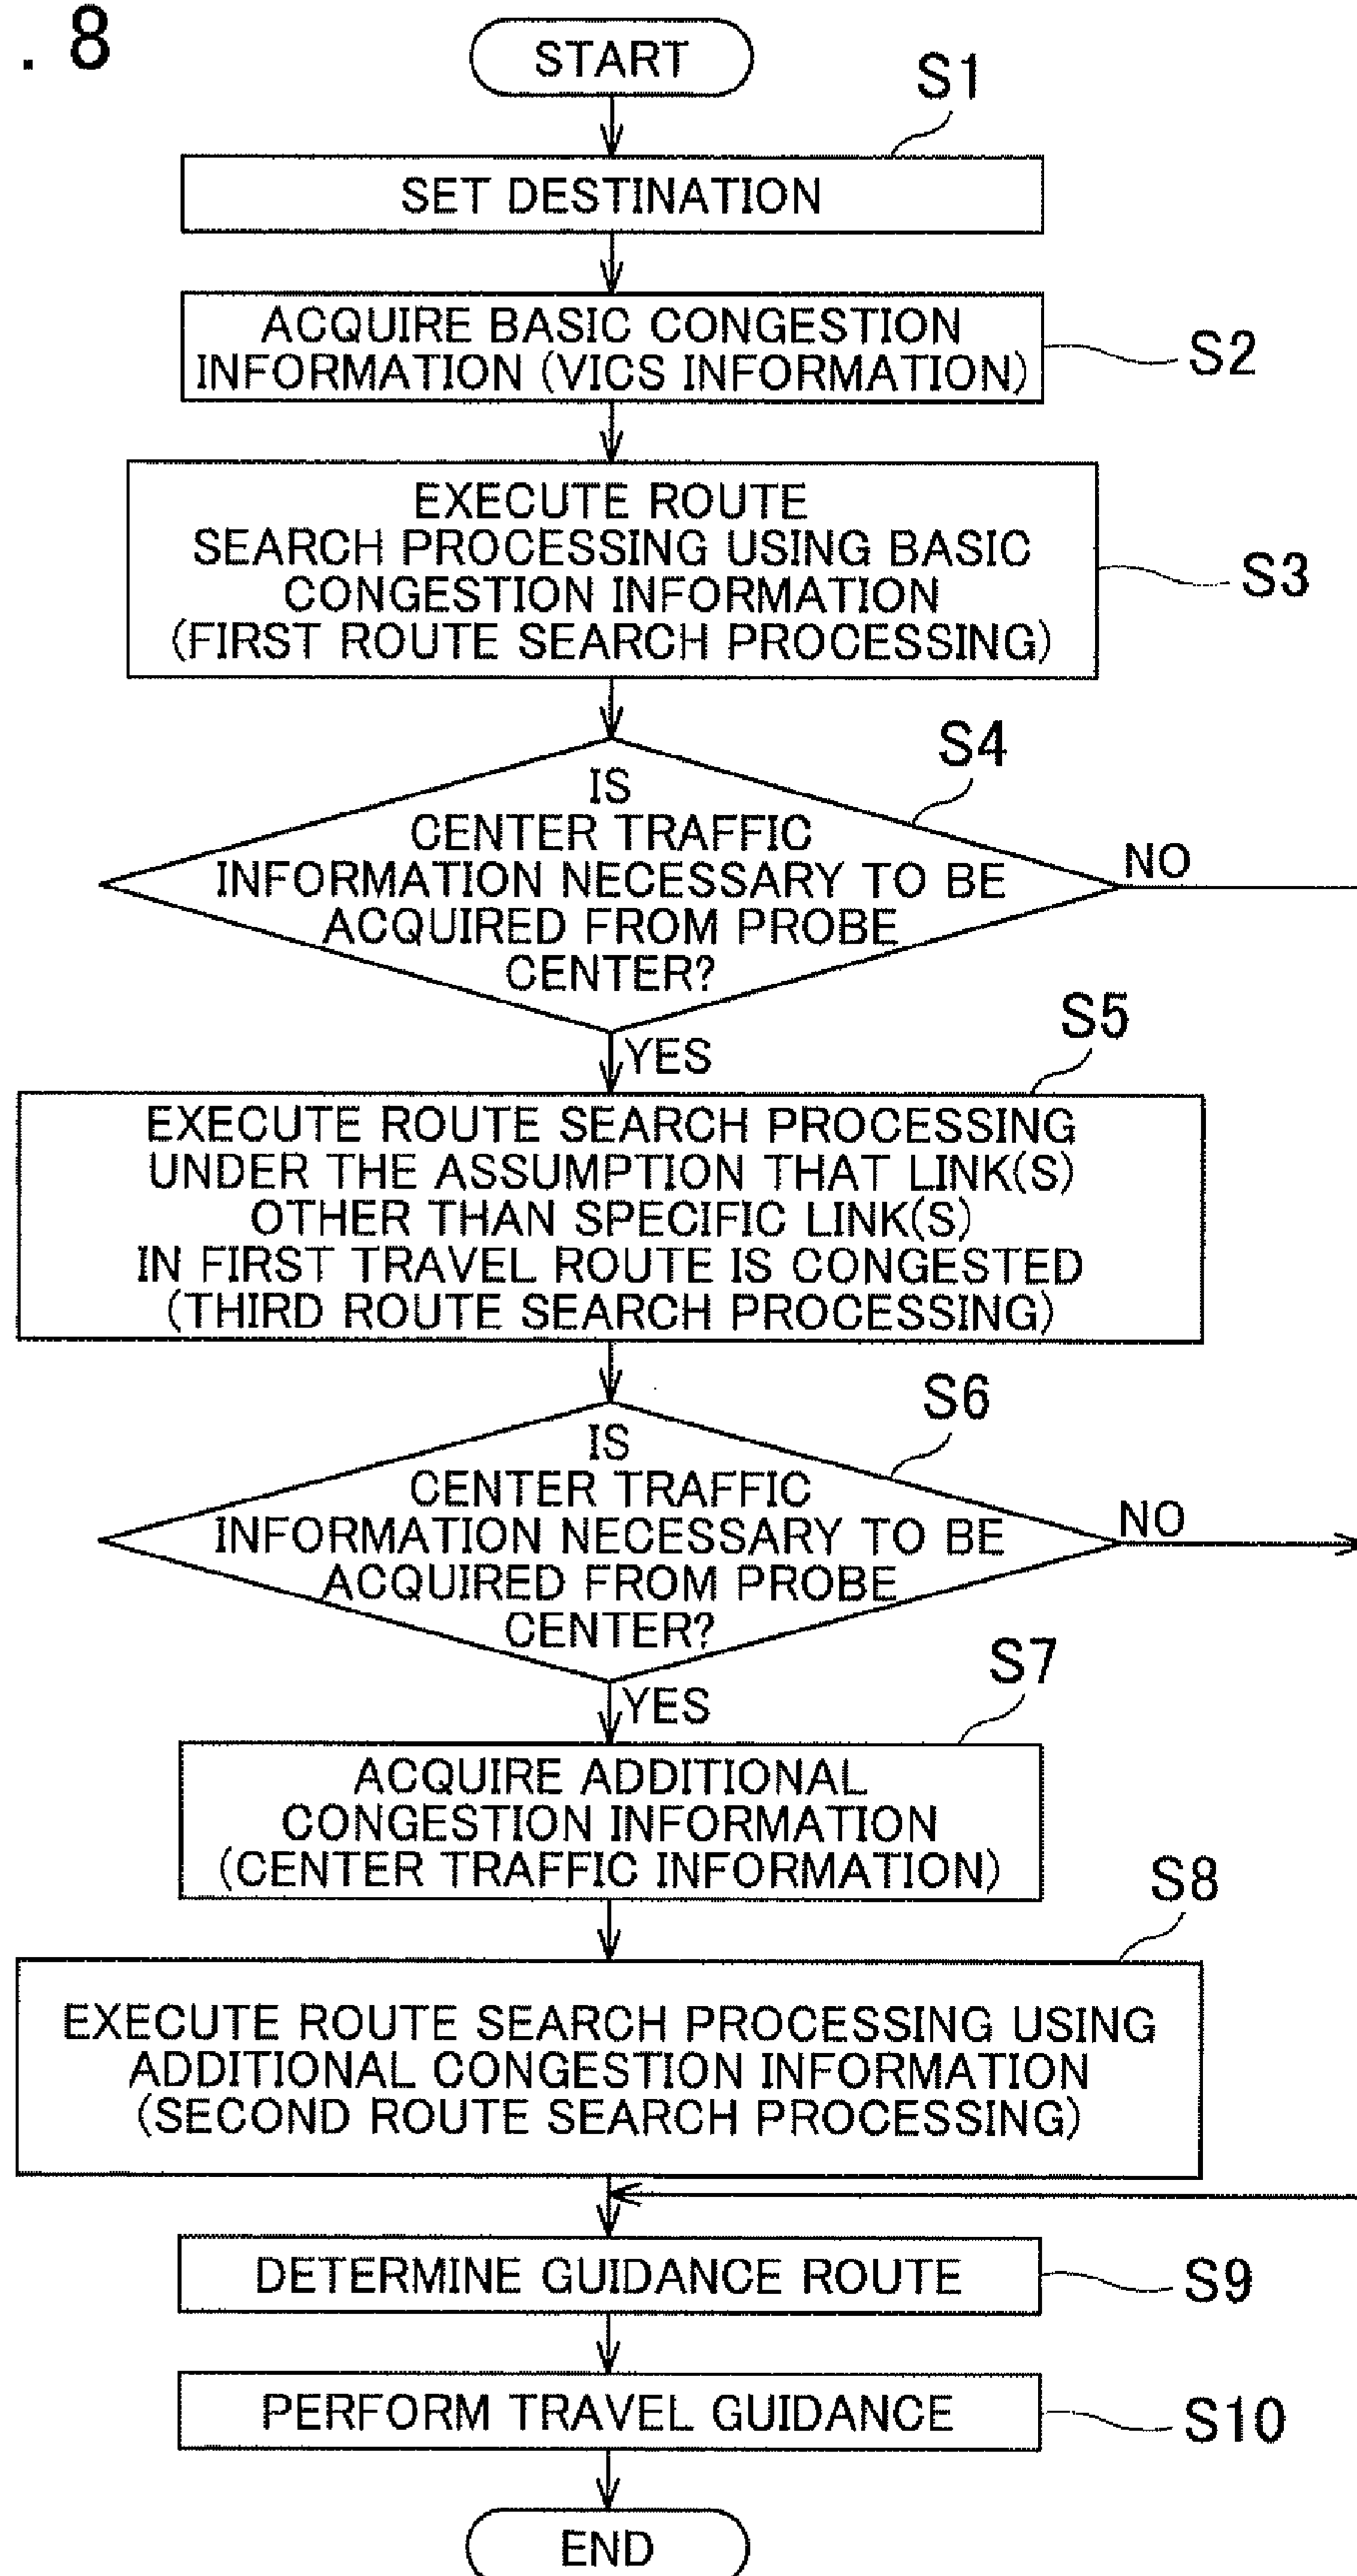 . 8
START
S1
SET DESTINATION
ACQUIRE BASIC CONGESTION
INFORMATION (VICS INFORMATION)
S2
EXECUTE ROUTE
SEARCH PROCESSING USING BASIC
CONGESTION INFORMATION
(FIRST ROUTE SEARCH PROCESSING)
S3
S4
IS
CENTER TRAFFIC
INFORMATION NECESSARY TO BE
ACQUIRED FROM PROBE
CENTER?
NO
YES
S5
EXECUTE ROUTE SEARCH PROCESSING
UNDER THE ASSUMPTION THAT LINK(S)
OTHER THAN SPECIFIC LINK(S)
IN FIRST TRAVEL ROUTE IS CONGESTED
(THIRD ROUTE SEARCH PROCESSING)
S6
IS
CENTER TRAFFIC
INFORMATION NECESSARY TO BE
ACQUIRED FROM PROBE
CENTER?
NO
YES
S7
ACQUIRE ADDITIONAL
CONGESTION INFORMATION
(CENTER TRAFFIC INFORMATION)
S8
EXECUTE ROUTE SEARCH PROCESSING USING
ADDITIONAL CONGESTION INFORMATION
(SECOND ROUTE SEARCH PROCESSING)
DETERMINE GUIDANCE ROUTE
S9
PERFORM TRAVEL GUIDANCE
S10
END